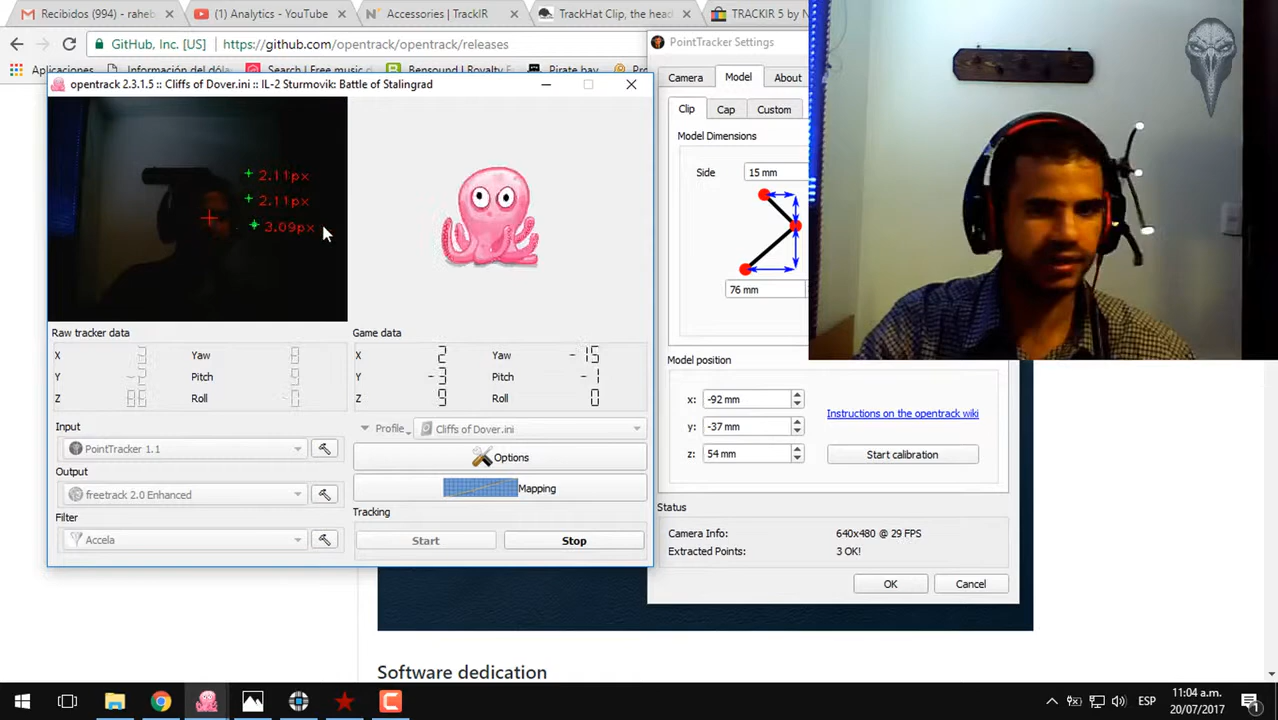 Recibidos (40) - raheb
(1) Analytics - YouTube
Accessories | TrackIR
TrackHat Clip, the head
TRACKIR 5 by N
GitHub, Inc. [US]
https://github.com/opentrack/opentrack/releases
Aplicaciones
Información del dóla
Search | Free music d
Bensound | Royalty F
Pirate bay
opentrack 2.3.1.5 :: Cliffs of Dover.ini :: IL-2 Sturmovik: Battle of Stalingrad
2.11px
2.11px
3.09px
Raw tracker data
X
Yaw
Y
Pitch
Z
Roll
Game data
X 2 Yaw -15
Y -3 Pitch -1
Z 9 Roll 0
Input
PointTracker 1.1
Output
freetrack 2.0 Enhanced
Filter
Accela
Profile
Cliffs of Dover.ini
Options
Mapping
Tracking
Start
Stop
PointTracker Settings
Camera
Model
About
Clip
Cap
Custom
Model Dimensions
Side
15 mm
76 mm
Model position
x: -92 mm
y: -37 mm
z: 54 mm
Instructions on the opentrack wiki
Start calibration
Status
Camera Info: 640x480 @ 29 FPS
Extracted Points: 3 OK!
OK
Cancel
Software dedication
ESP
11:04 a.m.
20/07/2017
1